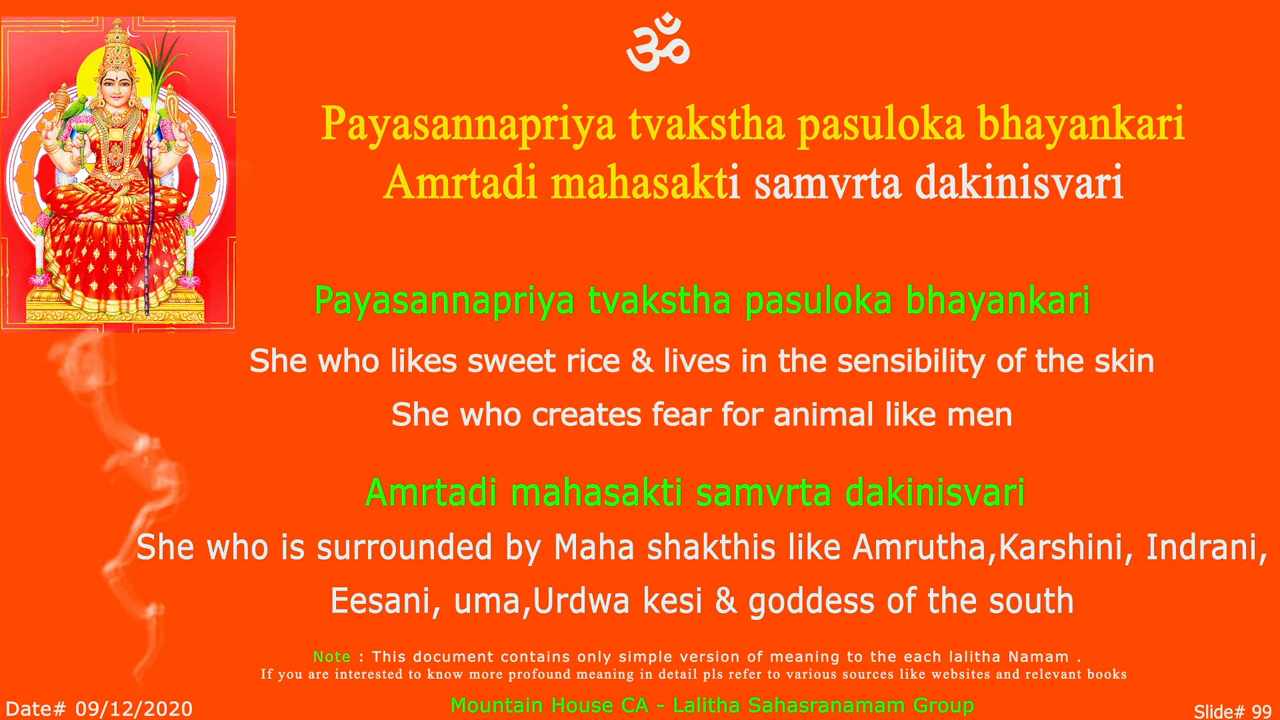 ॐ
Payasannapriya tvakstha pasuloka bhayankari
Amrtadi mahasakti samvrta dakinisvari
Payasannapriya tvakstha pasuloka bhayankari
She who likes sweet rice & lives in the sensibility of the skin
She who creates fear for animal like men
Amrtadi mahasakti samvrta dakinisvari
She who is surrounded by Maha shakthis like Amrutha,Karshini, Indrani,
Eesani, uma,Urdwa kesi & goddess of the south
Note : This document contains only simple version of meaning to the each lalitha Namam .
If you are interested to know more profound meaning in detail pls refer to various sources like websites and relevant books
Date# 09/12/2020
Mountain House CA - Lalitha Sahasranamam Group
Slide# 99